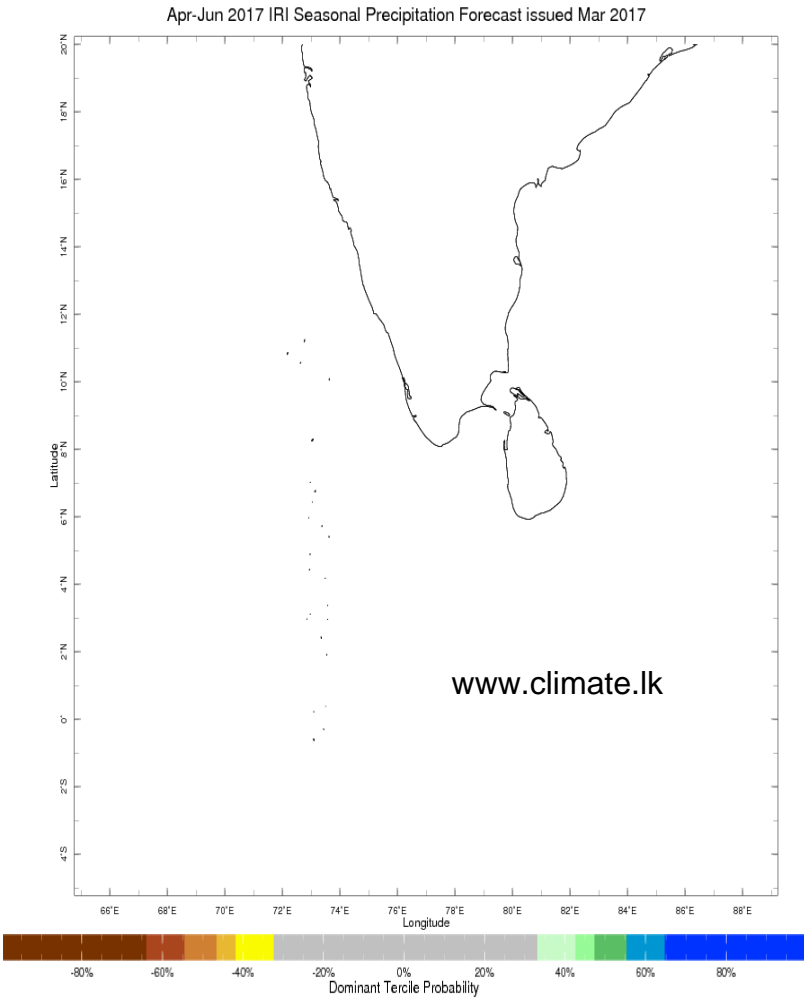 Apr-Jun 2017 IRI Seasonal Precipitation Forecast issued Mar 2017
20°N
18°N
16°N
14°N
12°N
10°N
8°N
6°N
4°N
2°N
0°
2°S
4°S
Latitude
www.climate.lk
66°E 68°E 70°E 72°E 74°E 76°E 78°E 80°E 82°E 84°E 86°E 88°E
Longitude
-80% -60% -40% -20% 0% 20% 40% 60% 80%
Dominant Tercile Probability